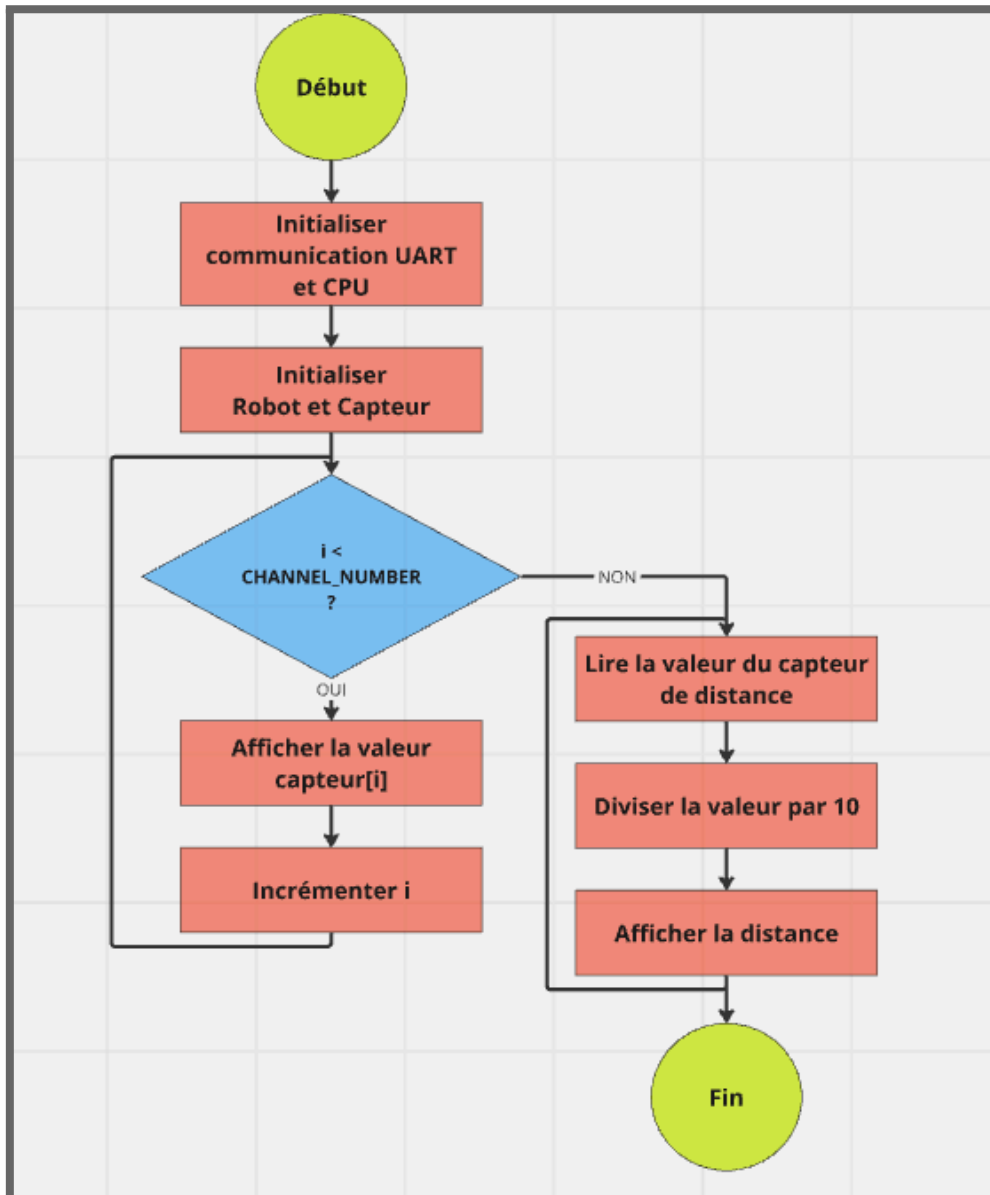 Début
Initialiser
communication UART
et CPU
Initialiser
Robot et Capteur
i <
CHANNEL_NUMBER
?
NON
OUI
Afficher la valeur
capteur[i]
Incrémenter i
Lire la valeur du capteur
de distance
Diviser la valeur par 10
Afficher la distance
Fin